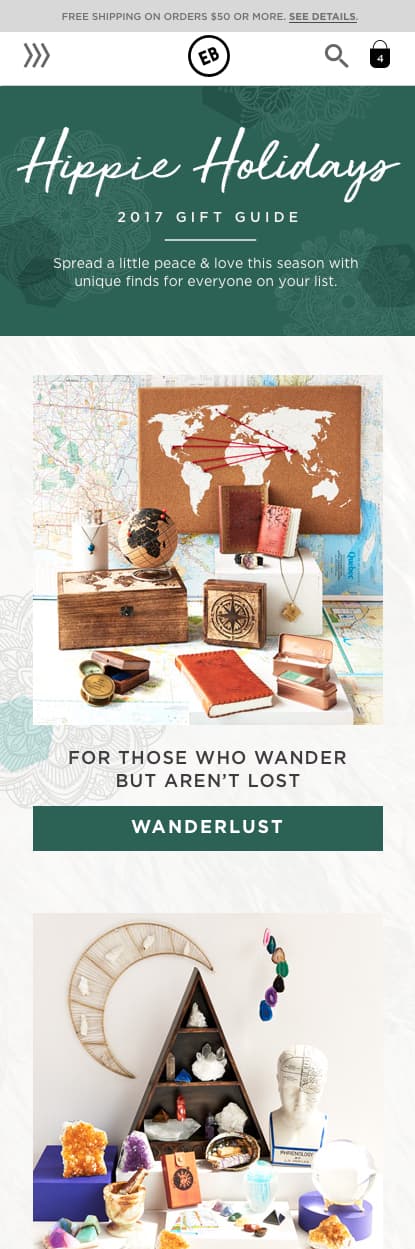 FREE SHIPPING ON ORDERS $50 OR MORE. SEE DETAILS.
EB
4
Hippie Holidays
2017 GIFT GUIDE
Spread a little peace & love this season with
unique finds for everyone on your list.
Quebec
FOR THOSE WHO WANDER
BUT AREN'T LOST
WANDERLUST
PHRENOLOGY